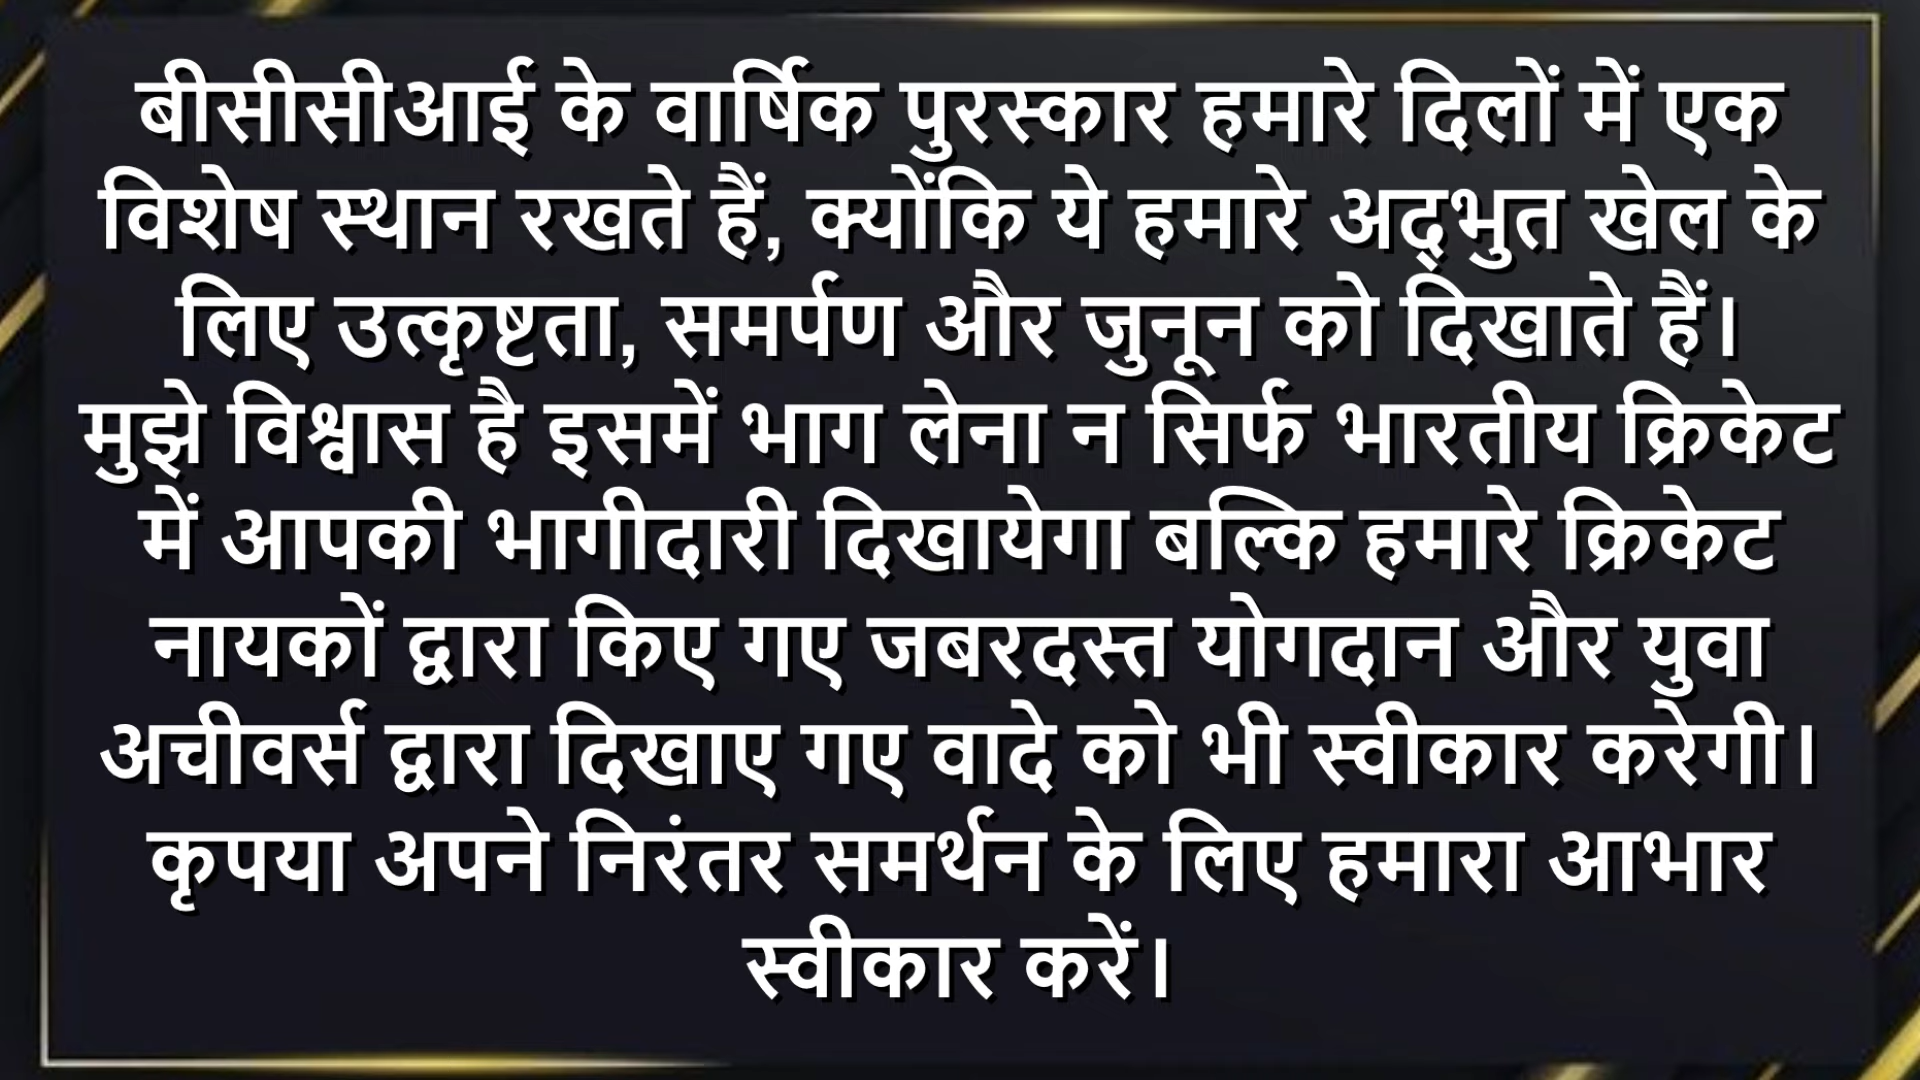 बीसीसीआई के वार्षिक पुरस्कार हमारे दिलों में एक
विशेष स्थान रखते हैं, क्योंकि ये हमारे अद्भुत खेल के
लिए उत्कृष्टता, समर्पण और जुनून को दिखाते हैं।
मुझे विश्वास है इसमें भाग लेना न सिर्फ भारतीय क्रिकेट
में आपकी भागीदारी दिखायेगा बल्कि हमारे क्रिकेट
नायकों द्वारा किए गए जबरदस्त योगदान और युवा
अचीवर्स द्वारा दिखाए गए वादे को भी स्वीकार करेगी।
कृपया अपने निरंतर समर्थन के लिए हमारा आभार
स्वीकार करें।